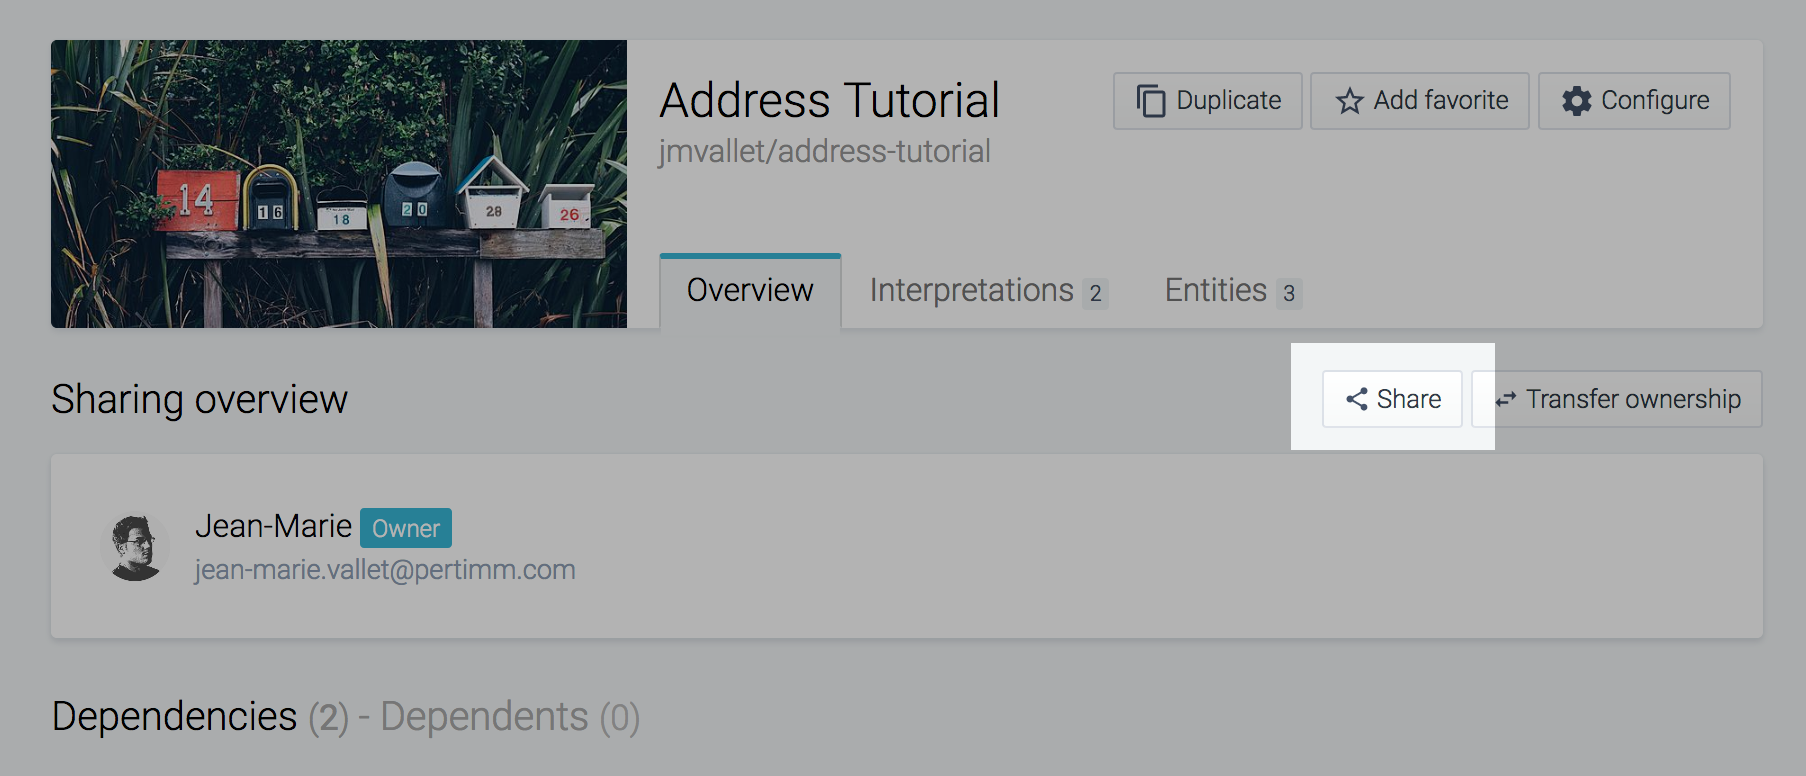 Address Tutorial
jmvallet/address-tutorial
Duplicate
Add favorite
Configure
14
16
18
20
28
26
Overview
Interpretations 2
Entities 3
Sharing overview
Share
Transfer ownership
Jean-Marie Owner
jean-marie.vallet@pertimm.com
Dependencies (2) - Dependents (0)